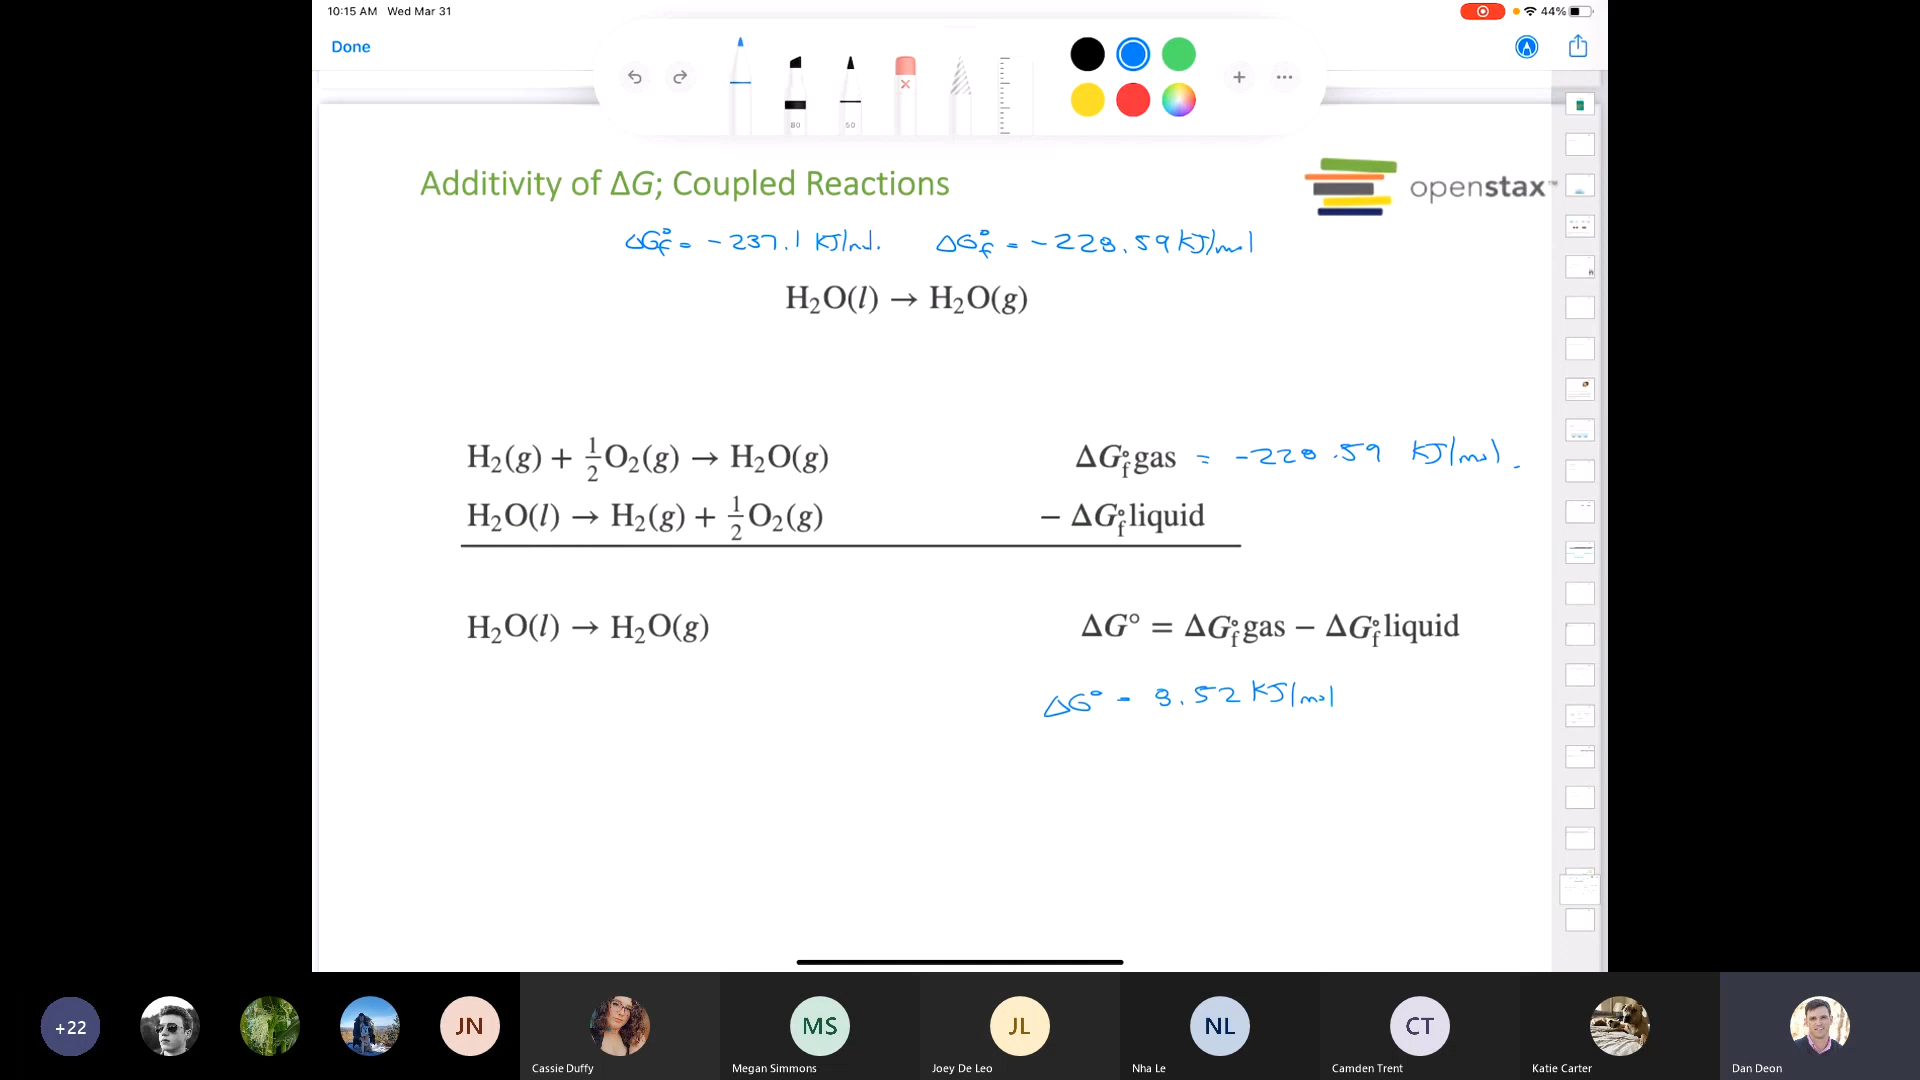 10:15 AM Wed Mar 31
44%
Done
80
50
Additivity of ΔG; Coupled Reactions
openstax™
ΔG°f = -237.1 KJ/mol. ΔG°f = -228.59 KJ/mol
H₂O(l) → H₂O(g)
H₂(g) + 1/2 O₂(g) → H₂O(g) ΔG°f gas = -228.59 KJ/mol.
H₂O(l) → H₂(g) + 1/2 O₂(g) − ΔG°f liquid
H₂O(l) → H₂O(g) ΔG° = ΔG°f gas − ΔG°f liquid
ΔG° = 8.52 KJ/mol
+22
JN
MS
JL
NL
CT
Cassie Duffy
Megan Simmons
Joey De Leo
Nha Le
Camden Trent
Katie Carter
Dan Deon